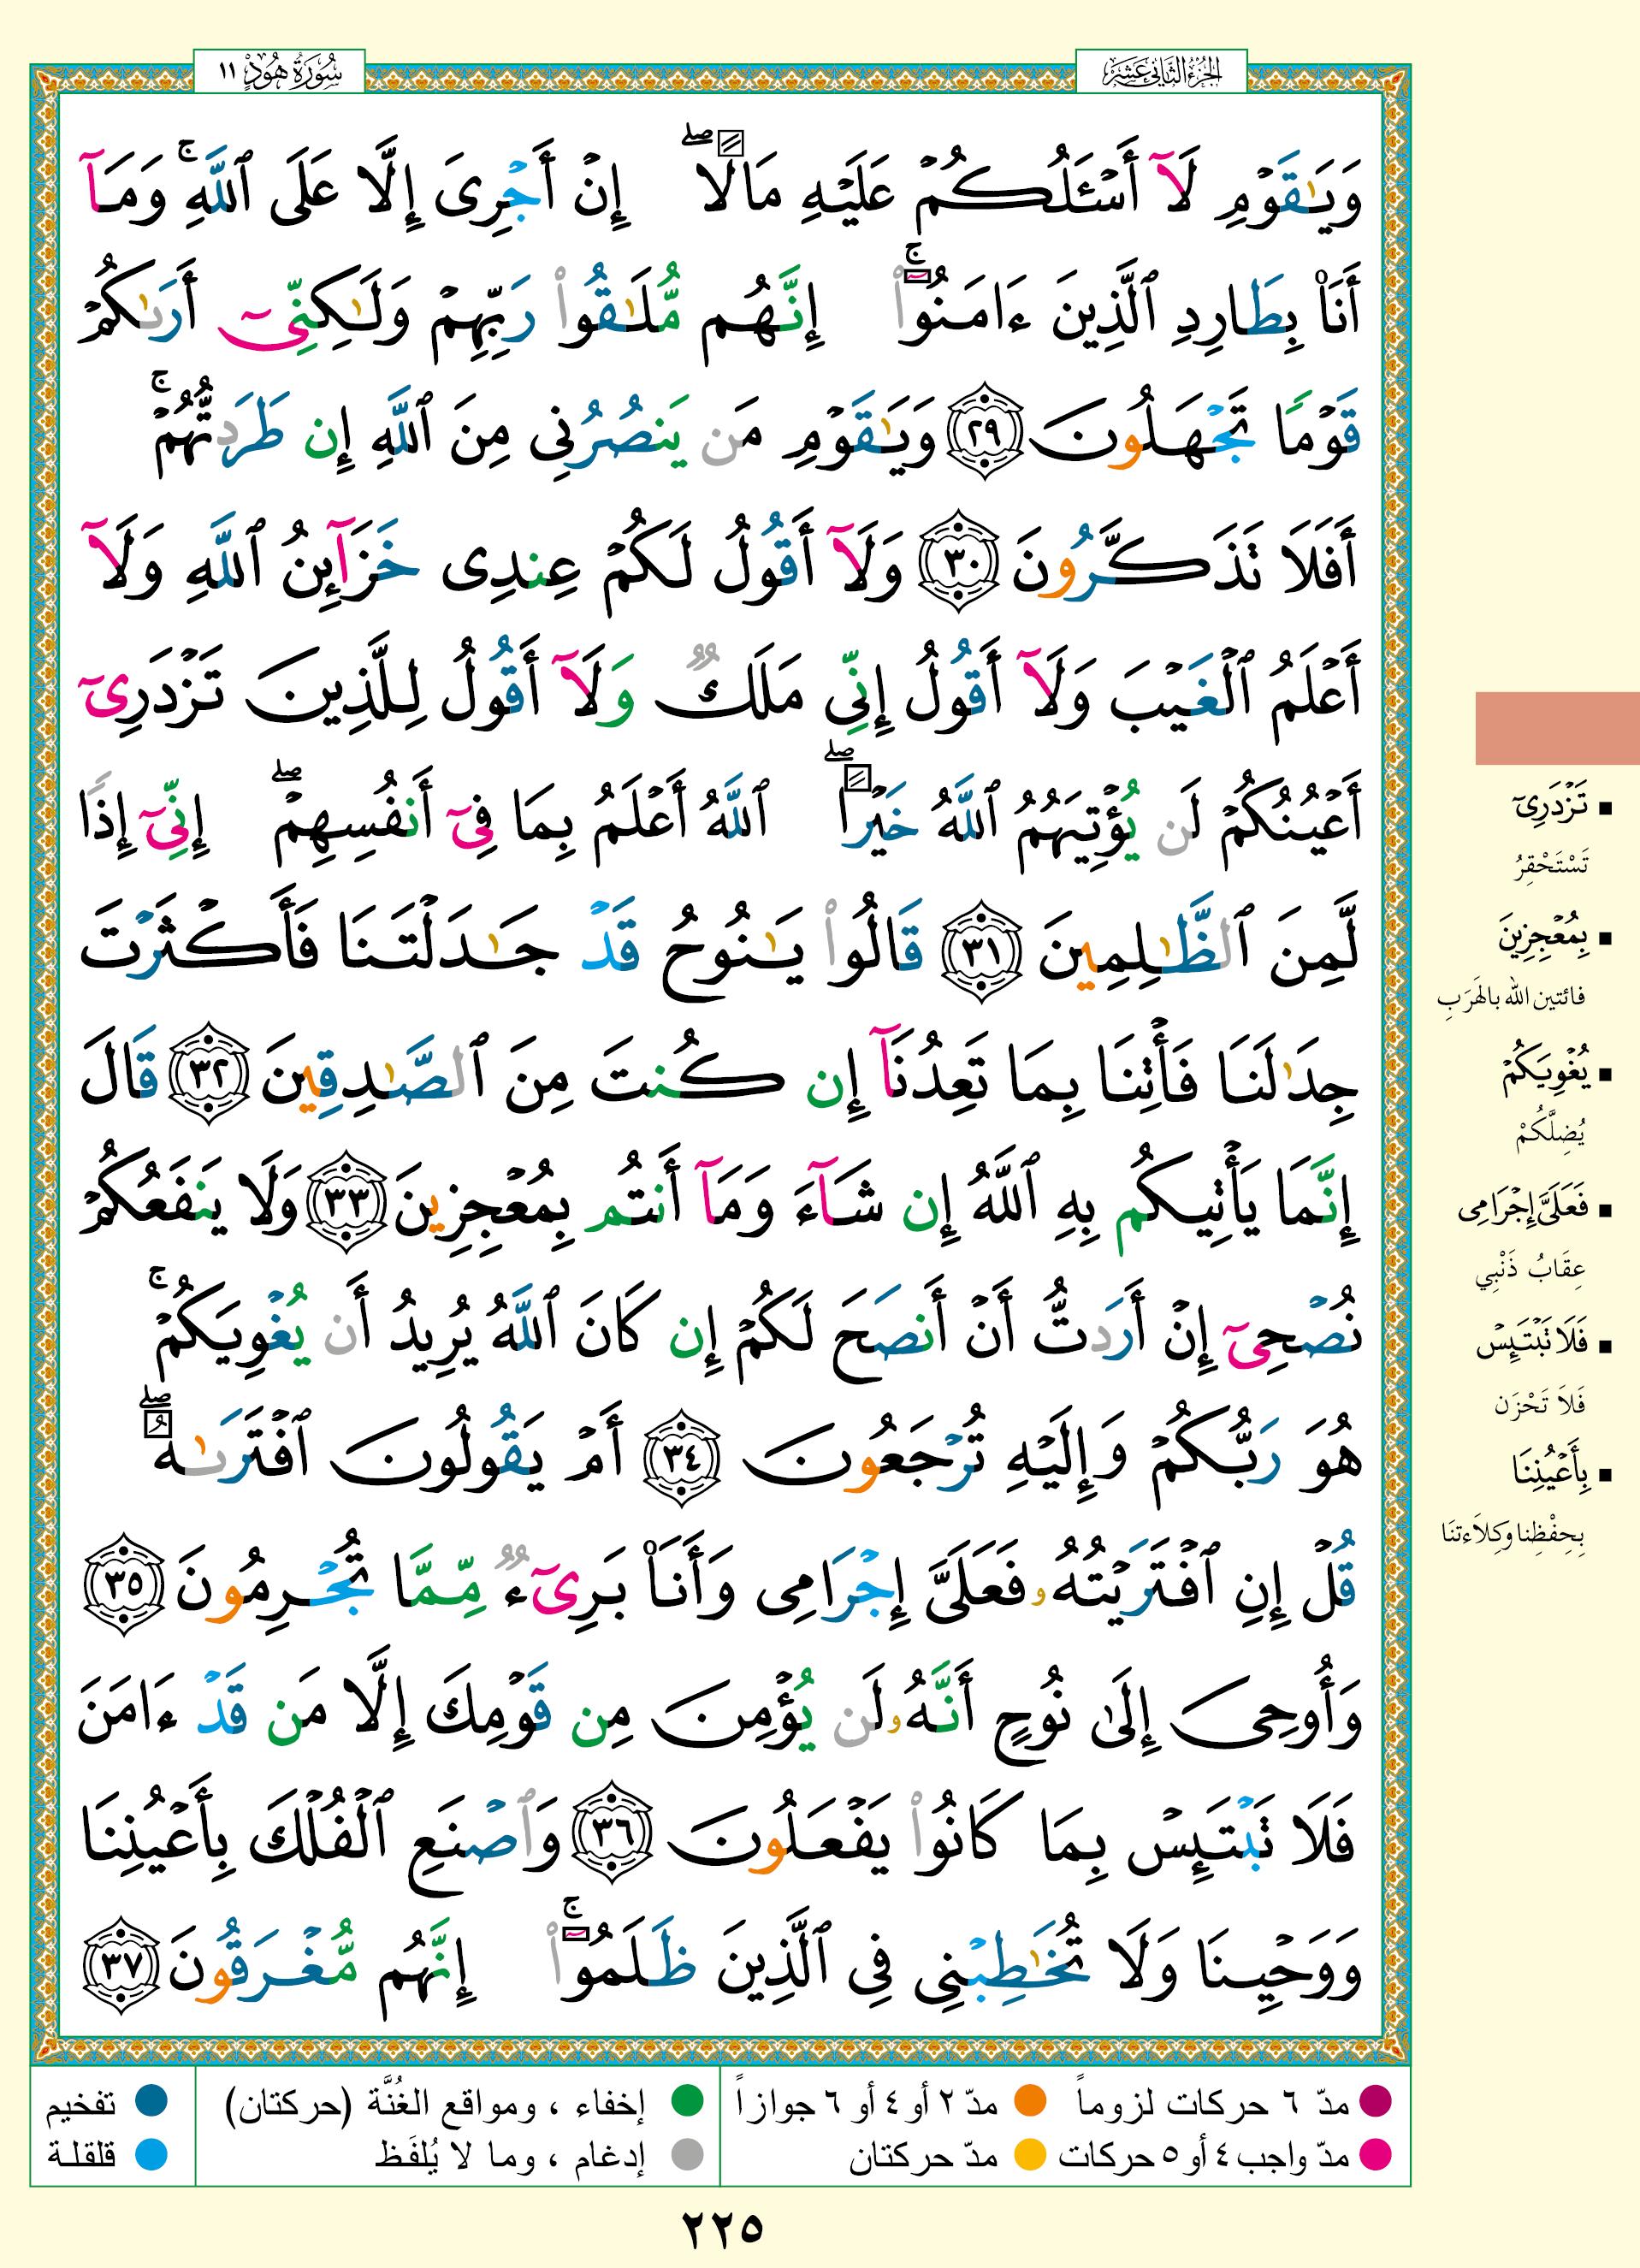 سُورَةُ هُودٍ ١١
الجزء الثاني عشر
وَيَٰقَوْمِ لَآ أَسْـَٔلُكُمْ عَلَيْهِ مَالًا ۖ إِنْ أَجْرِىَ إِلَّا عَلَى ٱللَّهِ ۚ وَمَآ
أَنَا۠ بِطَارِدِ ٱلَّذِينَ ءَامَنُوٓا۟ ۚ إِنَّهُم مُّلَٰقُوا۟ رَبِّهِمْ وَلَٰكِنِّىٓ أَرَىٰكُمْ
قَوْمًا تَجْهَلُونَ ٢٩ وَيَٰقَوْمِ مَن يَنصُرُنِى مِنَ ٱللَّهِ إِن طَرَدتُّهُمْ ۚ
أَفَلَا تَذَكَّرُونَ ٣٠ وَلَآ أَقُولُ لَكُمْ عِندِى خَزَآئِنُ ٱللَّهِ وَلَآ
أَعْلَمُ ٱلْغَيْبَ وَلَآ أَقُولُ إِنِّى مَلَكٌ وَلَآ أَقُولُ لِلَّذِينَ تَزْدَرِىٓ
أَعْيُنُكُمْ لَن يُؤْتِيَهُمُ ٱللَّهُ خَيْرًا ۖ ٱللَّهُ أَعْلَمُ بِمَا فِىٓ أَنفُسِهِمْ ۖ إِنِّىٓ إِذًا
لَّمِنَ ٱلظَّٰلِمِينَ ٣١ قَالُوا۟ يَٰنُوحُ قَدْ جَٰدَلْتَنَا فَأَكْثَرْتَ
جِدَٰلَنَا فَأْتِنَا بِمَا تَعِدُنَآ إِن كُنتَ مِنَ ٱلصَّٰدِقِينَ ٣٢ قَالَ
إِنَّمَا يَأْتِيكُم بِهِ ٱللَّهُ إِن شَآءَ وَمَآ أَنتُم بِمُعْجِزِينَ ٣٣ وَلَا يَنفَعُكُمْ
نُصْحِىٓ إِنْ أَرَدتُّ أَنْ أَنصَحَ لَكُمْ إِن كَانَ ٱللَّهُ يُرِيدُ أَن يُغْوِيَكُمْ ۚ
هُوَ رَبُّكُمْ وَإِلَيْهِ تُرْجَعُونَ ٣٤ أَمْ يَقُولُونَ ٱفْتَرَىٰهُ ۖ
قُلْ إِنِ ٱفْتَرَيْتُهُۥ فَعَلَىَّ إِجْرَامِى وَأَنَا۠ بَرِىٓءٌ مِّمَّا تُجْرِمُونَ ٣٥
وَأُوحِىَ إِلَىٰ نُوحٍ أَنَّهُۥ لَن يُؤْمِنَ مِن قَوْمِكَ إِلَّا مَن قَدْ ءَامَنَ
فَلَا تَبْتَئِسْ بِمَا كَانُوا۟ يَفْعَلُونَ ٣٦ وَٱصْنَعِ ٱلْفُلْكَ بِأَعْيُنِنَا
وَوَحْيِنَا وَلَا تُخَٰطِبْنِى فِى ٱلَّذِينَ ظَلَمُوٓا۟ ۚ إِنَّهُم مُّغْرَقُونَ ٣٧
■ تَزْدَرِىٓ
تَسْتَحْقِرُ
■ بِمُعْجِزِينَ
فائتين الله بالهَرَبِ
■ يُغْوِيَكُمْ
يُضِلَّكُمْ
■ فَعَلَىَّ إِجْرَامِى
عِقَابُ ذَنْبِي
■ فَلَا تَبْتَئِسْ
فَلاَ تَحْزَن
■ بِأَعْيُنِنَا
بِحِفْظِنا وكِلاَءتنَا
مدّ ٦ حركات لزوماً مدّ ٢ أو ٤ أو ٦ جوازاً إخفاء ، ومواقع الغُنَّة (حركتان) تفخيم
مدّ واجب ٤ أو ٥ حركات مدّ حركتان إدغام ، وما لا يُلفَظ قلقلة
٢٢٥